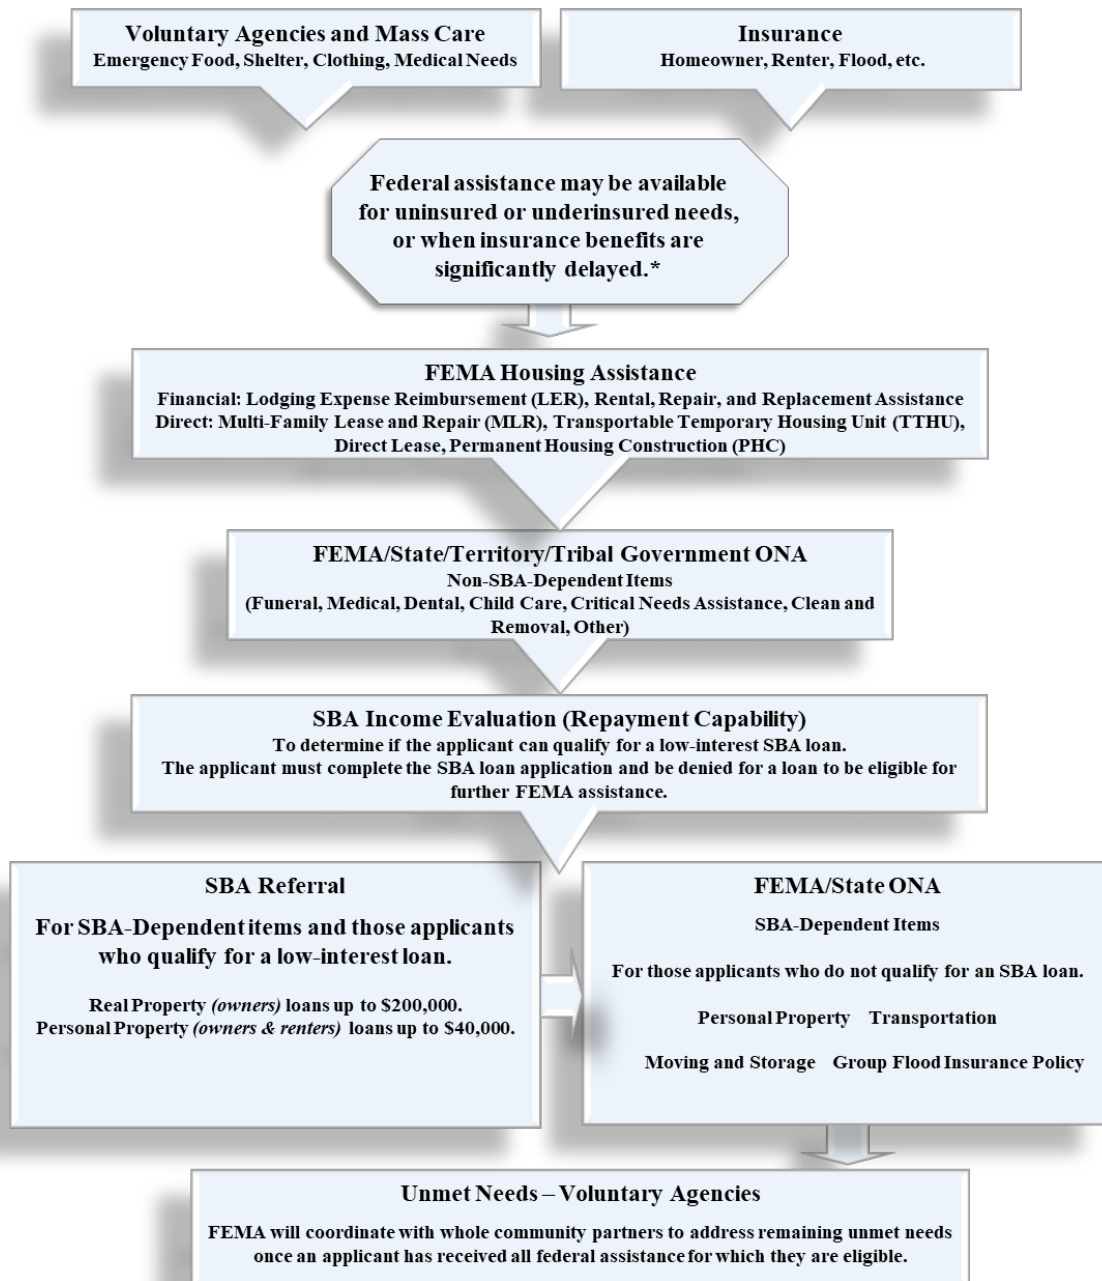 Voluntary Agencies and Mass Care
Emergency Food, Shelter, Clothing, Medical Needs
Insurance
Homeowner, Renter, Flood, etc.
Federal assistance may be available
for uninsured or underinsured needs,
or when insurance benefits are
significantly delayed.*
FEMA Housing Assistance
Financial: Lodging Expense Reimbursement (LER), Rental, Repair, and Replacement Assistance
Direct: Multi-Family Lease and Repair (MLR), Transportable Temporary Housing Unit (TTHU),
Direct Lease, Permanent Housing Construction (PHC)
FEMA/State/Territory/Tribal Government ONA
Non-SBA-Dependent Items
(Funeral, Medical, Dental, Child Care, Critical Needs Assistance, Clean and
Removal, Other)
SBA Income Evaluation (Repayment Capability)
To determine if the applicant can qualify for a low-interest SBA loan.
The applicant must complete the SBA loan application and be denied for a loan to be eligible for
further FEMA assistance.
SBA Referral
For SBA-Dependent items and those applicants
who qualify for a low-interest loan.
Real Property (owners) loans up to $200,000.
Personal Property (owners & renters) loans up to $40,000.
FEMA/State ONA
SBA-Dependent Items
For those applicants who do not qualify for an SBA loan.
Personal Property Transportation
Moving and Storage Group Flood Insurance Policy
Unmet Needs – Voluntary Agencies
FEMA will coordinate with whole community partners to address remaining unmet needs
once an applicant has received all federal assistance for which they are eligible.